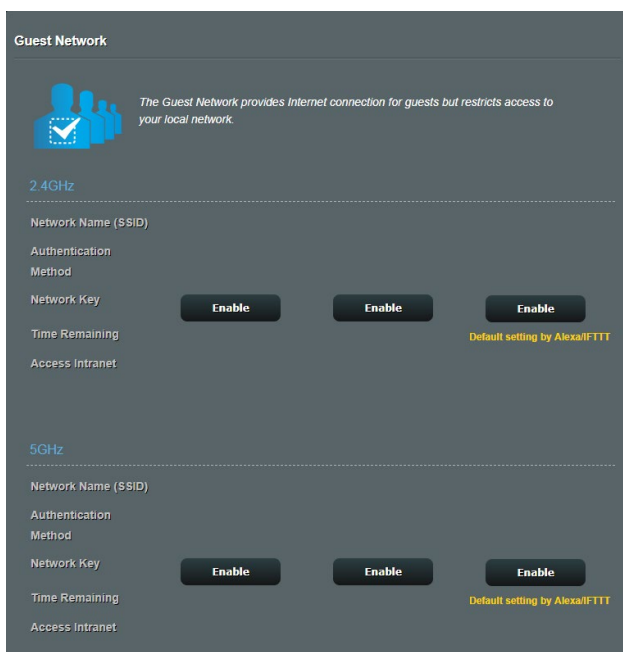 Guest Network
The Guest Network provides Internet connection for guests but restricts access to
your local network.
2.4GHz
Network Name (SSID)
Authentication
Method
Network Key
Enable
Enable
Enable
Time Remaining
Default setting by Alexa/IFTTT
Access Intranet
5GHz
Network Name (SSID)
Authentication
Method
Network Key
Enable
Enable
Enable
Time Remaining
Default setting by Alexa/IFTTT
Access Intranet